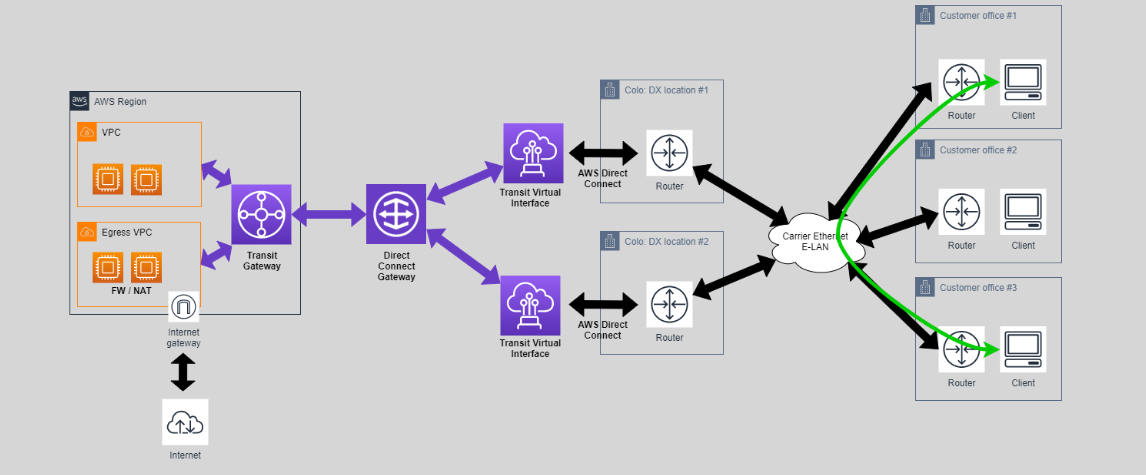 aws
AWS Region
VPC
Egress VPC
FW / NAT
Internet
gateway
Internet
Transit
Gateway
Direct
Connect
Gateway
Transit Virtual
Interface
Transit Virtual
Interface
Colo: DX location #1
AWS Direct
Connect
Router
Colo: DX location #2
AWS Direct
Connect
Router
Carrier Ethernet
E-LAN
Customer office #1
Router
Client
Customer office #2
Router
Client
Customer office #3
Router
Client